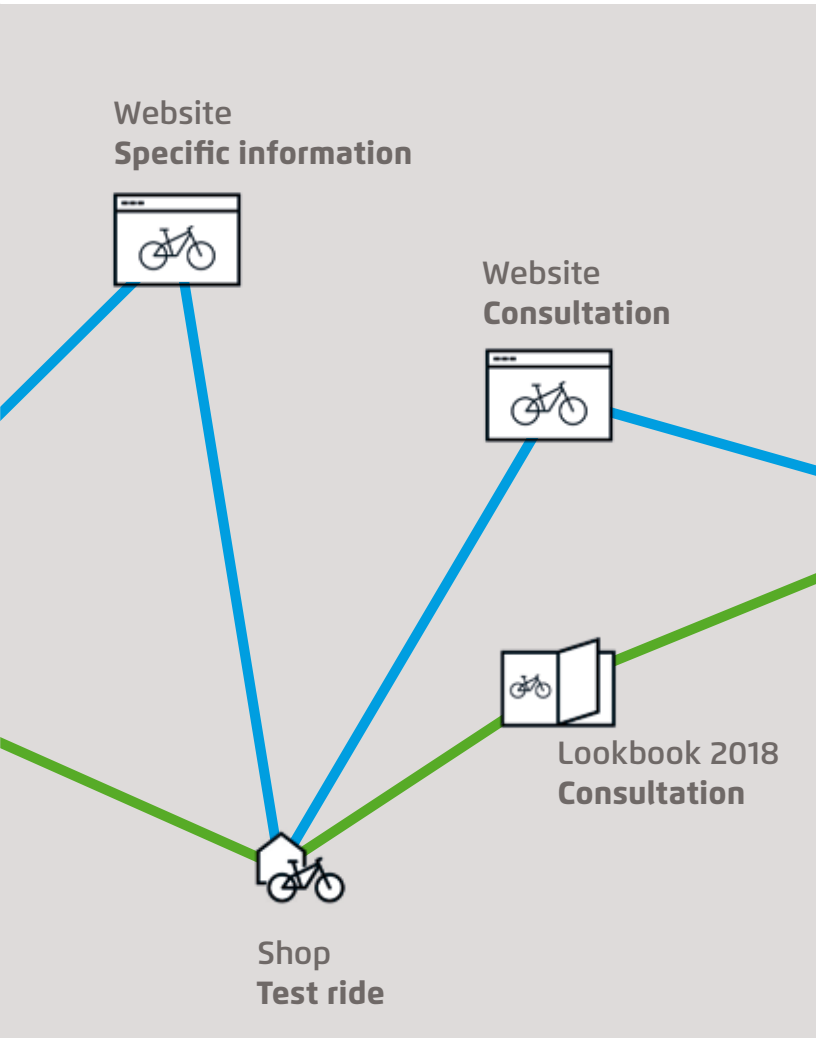 Website
Specific information
Website
Consultation
Lookbook 2018
Consultation
Shop
Test ride